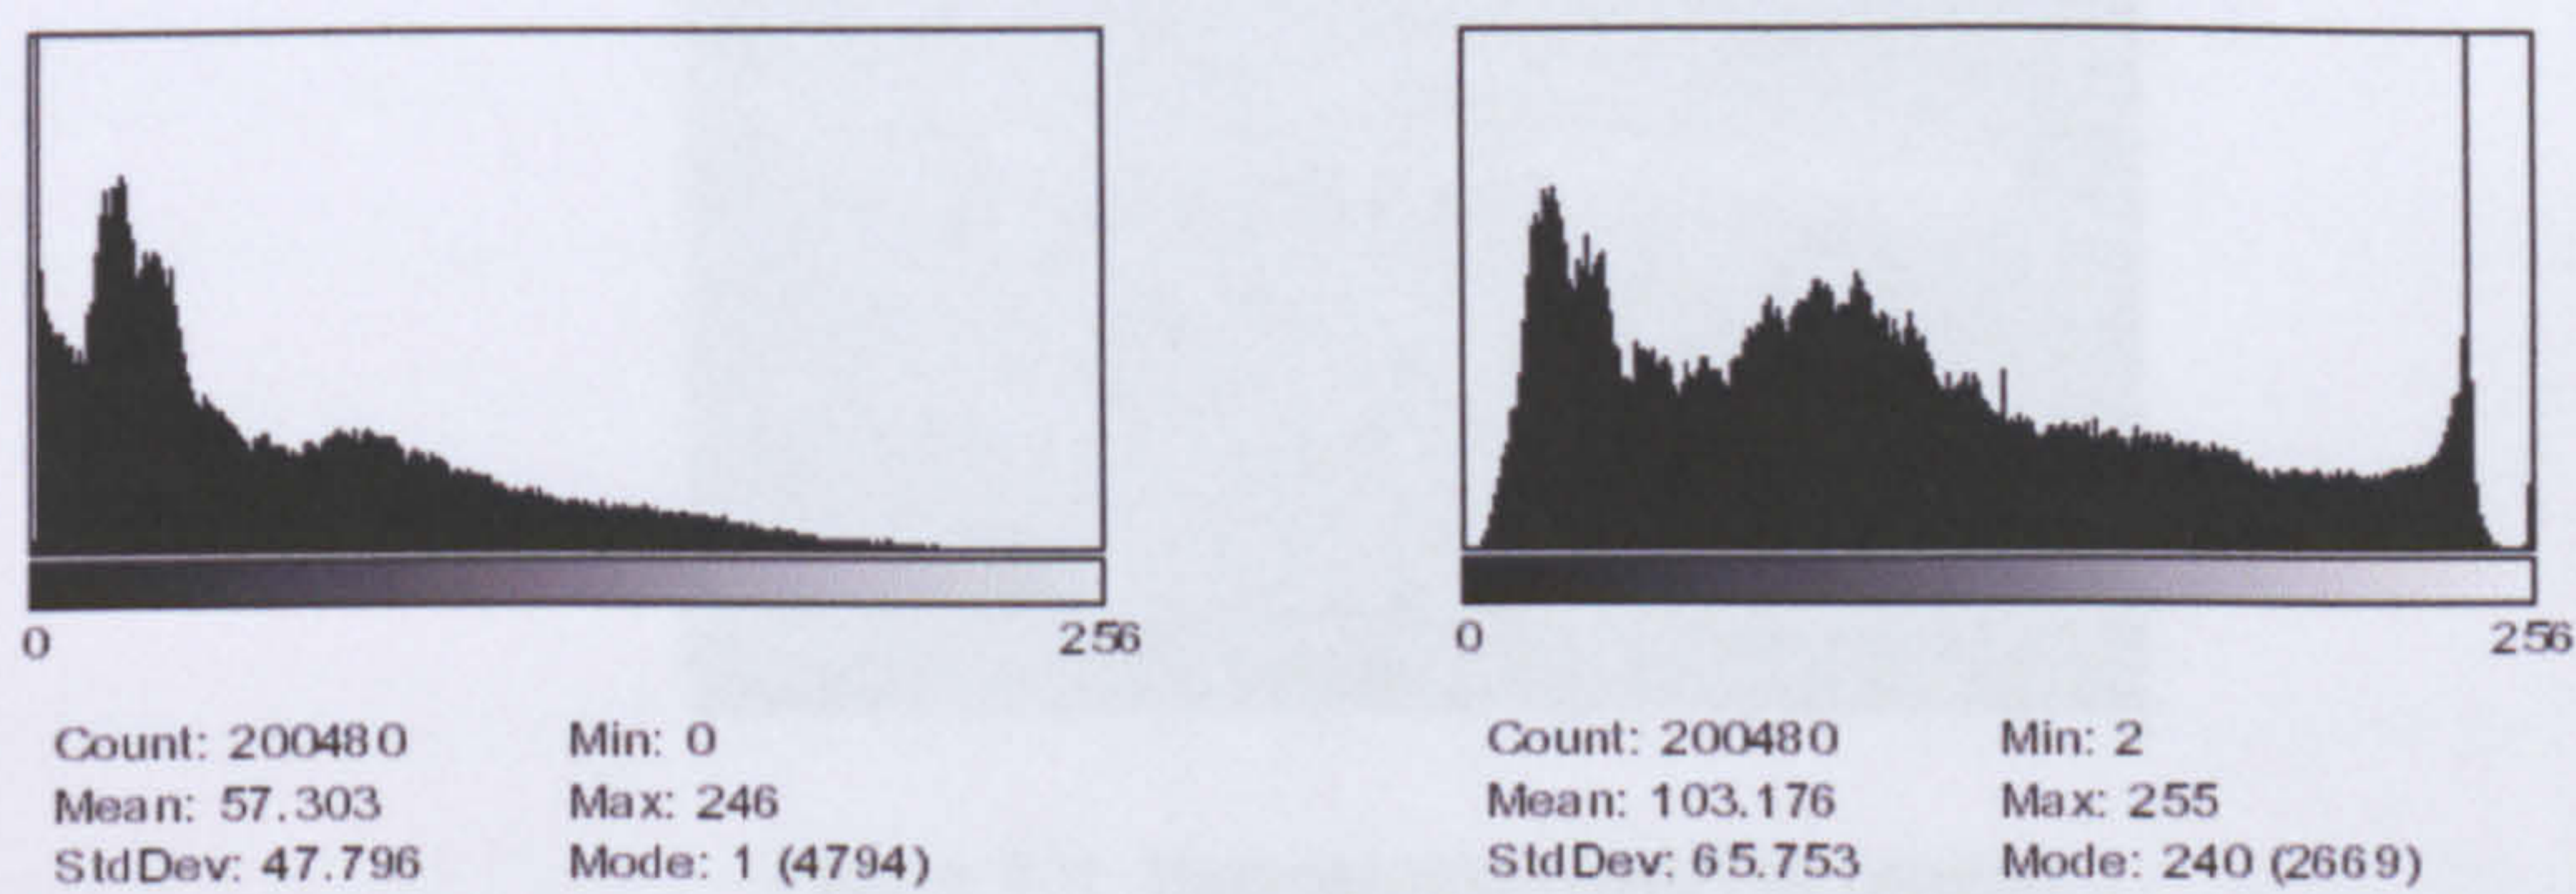 0 256
0 256
Count: 200480 Min: 0
Mean: 57.303 Max: 246
StdDev: 47.796 Mode: 1 (4794)
Count: 200480 Min: 2
Mean: 103.176 Max: 255
StdDev: 65.753 Mode: 240 (2669)